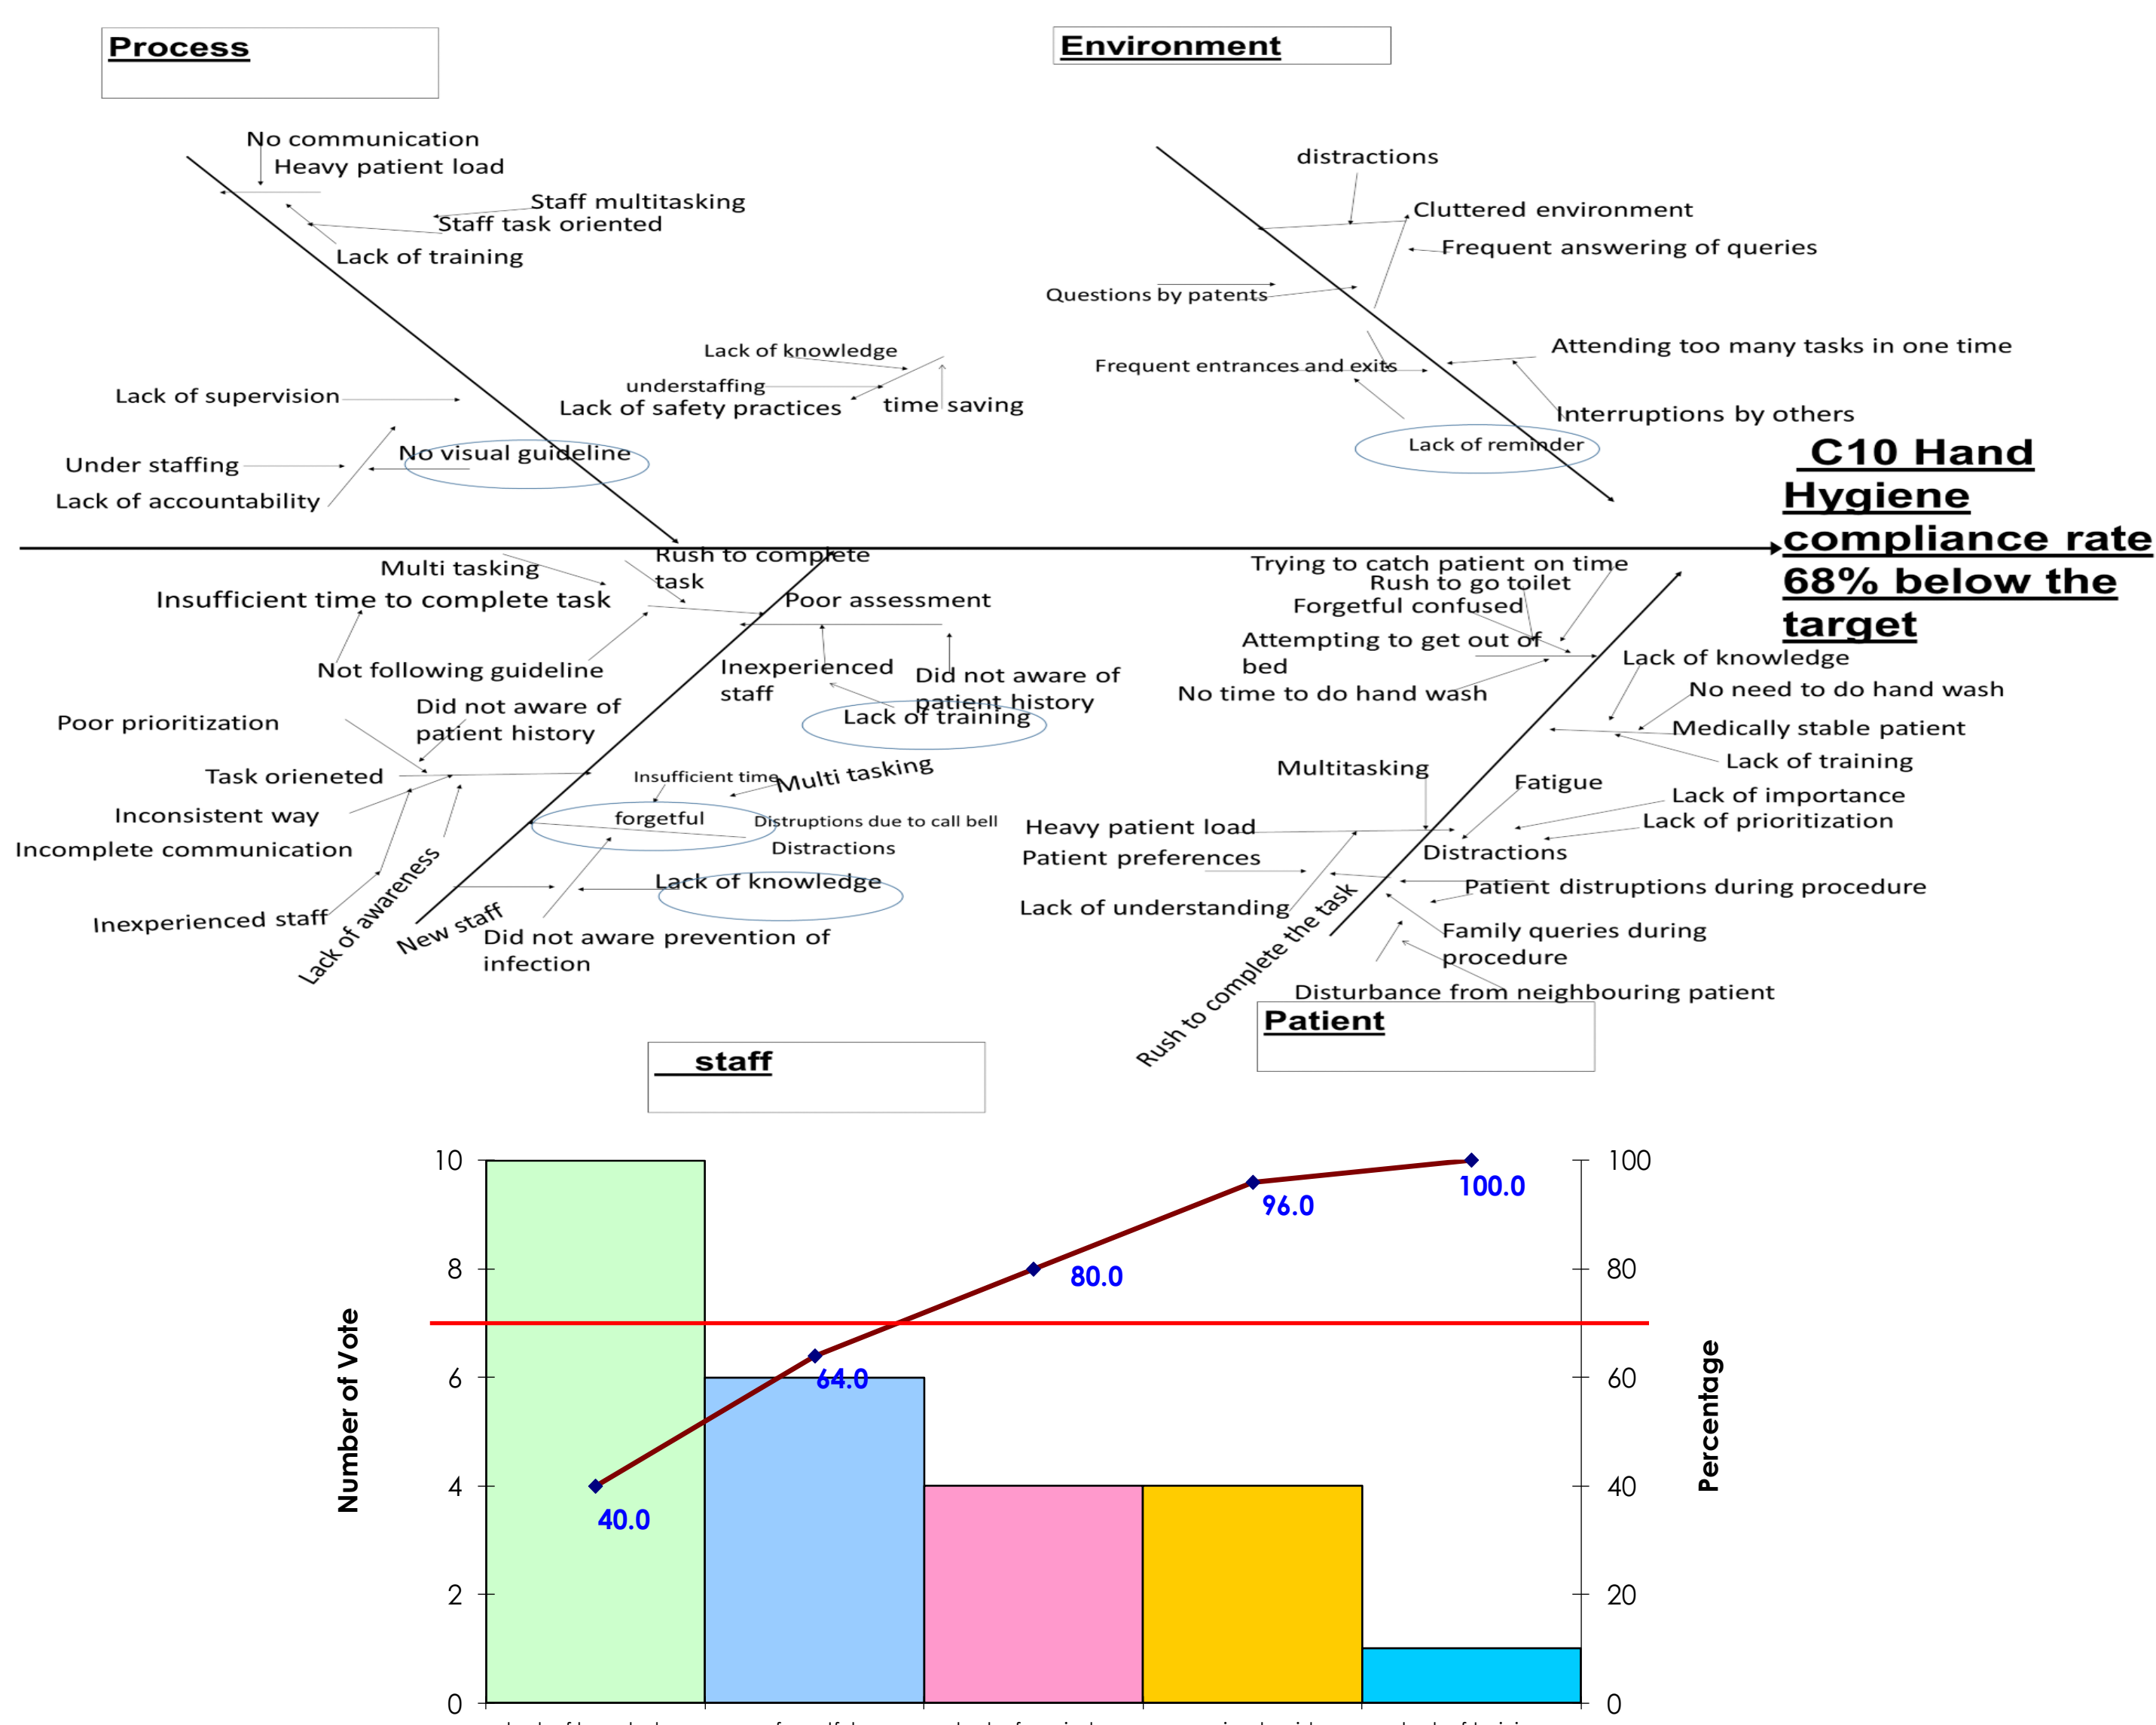 Process
Environment
No communication
Heavy patient load
Staff multitasking
Staff task oriented
Lack of training
distractions
Cluttered environment
Frequent answering of queries
Questions by patents
Lack of knowledge
understaffing
Lack of safety practices
time saving
Frequent entrances and exits
Attending too many tasks in one time
Interruptions by others
Lack of reminder
Lack of supervision
No visual guideline
Under staffing
Lack of accountability
C10 Hand
Hygiene
compliance rate
68% below the
target
Multi tasking
Rush to complete
task
Insufficient time to complete task
Poor assessment
Not following guideline
Inexperienced
staff
Did not aware of
patient history
Lack of training
Poor prioritization
Did not aware of
patient history
Task orieneted
Inconsistent way
Incomplete communication
Inexperienced staff
Lack of awareness
New staff
Insufficient time
Multi tasking
forgetful
Distruptions due to call bell
Distractions
Lack of knowledge
Did not aware prevention of
infection
Trying to catch patient on time
Rush to go toilet
Forgetful confused
Attempting to get out of
bed
No time to do hand wash
Lack of knowledge
No need to do hand wash
Medically stable patient
Lack of training
Multitasking
Fatigue
Lack of importance
Lack of prioritization
Heavy patient load
Patient preferences
Distractions
Lack of understanding
Patient distruptions during procedure
Family queries during
procedure
Disturbance from neighbouring patient
Rush to complete the task
Patient
staff
10
8
6
4
2
0
Number of Vote
40.0
64.0
80.0
96.0
100.0
100
80
60
40
20
0
Percentage